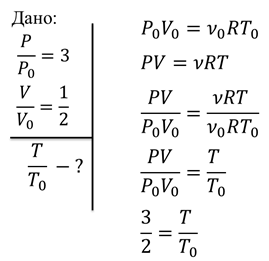 Дано:
P/P₀ = 3
V/V₀ = 1/2
T/T₀ − ?
P₀V₀ = ν₀RT₀
PV = νRT
PV/P₀V₀ = νRT/ν₀RT₀
PV/P₀V₀ = T/T₀
3/2 = T/T₀